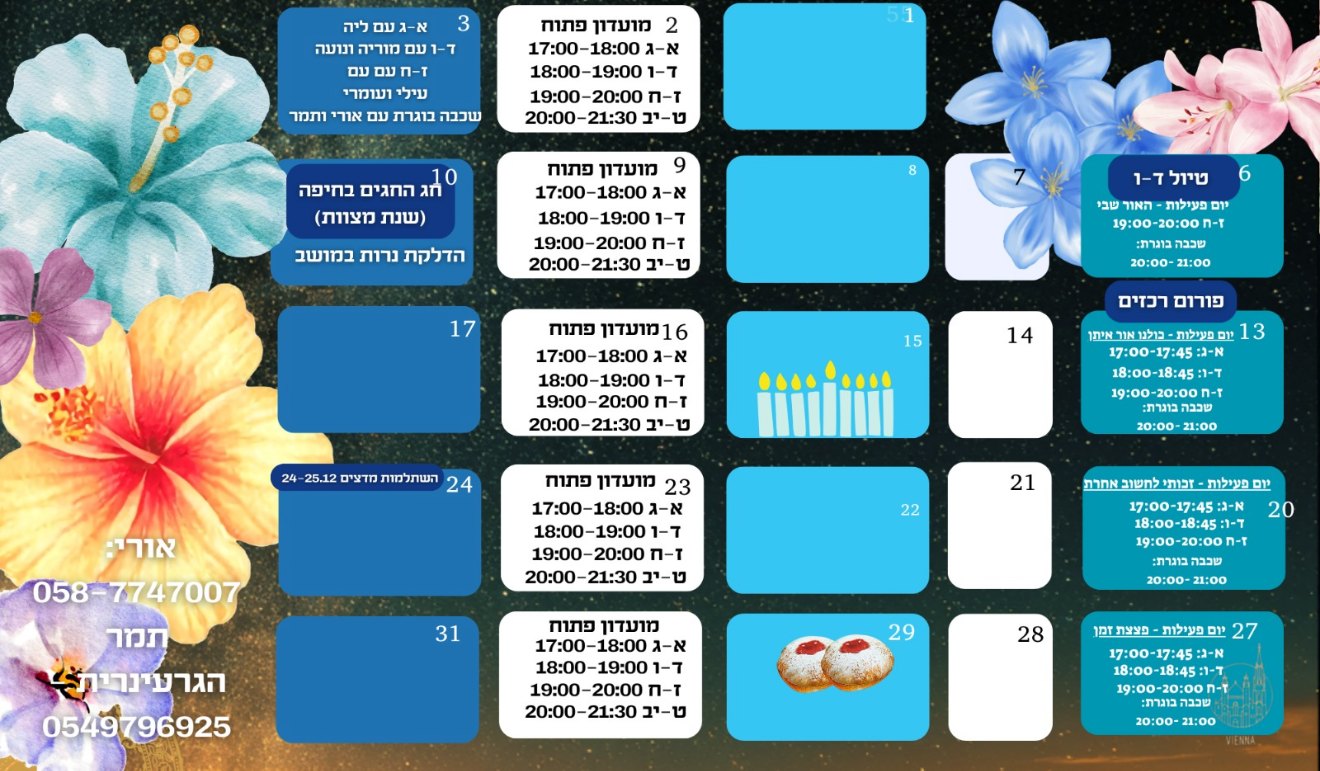 1
2
מועדון פתוח
א-ג 17:00-18:00
ד-ו 18:00-19:00
ז-ח 19:00-20:00
ט-יב 20:00-21:30
3
א-ג עם ליה
ד-ו עם מוריה ונועה
ז-ח עם עם
עילי ועומרי
שכבה בוגרת עם אורי ותמר
6
טיול ד-ו
יום פעילות - האור שבי
ז-ח 19:00-20:00
שכבה בוגרת:
20:00- 21:00
7
8
9
מועדון פתוח
א-ג 17:00-18:00
ד-ו 18:00-19:00
ז-ח 19:00-20:00
ט-יב 20:00-21:30
10
חג החגים בחיפה
(שנת מצוות)
הדלקת נרות במושב
פורום רכזים
13
יום פעילות - כולנו אור איתן
א-ג: 17:00-17:45
ד-ו: 18:00-18:45
ז-ח 19:00-20:00
שכבה בוגרת:
20:00- 21:00
14
15
16
מועדון פתוח
א-ג 17:00-18:00
ד-ו 18:00-19:00
ז-ח 19:00-20:00
ט-יב 20:00-21:30
17
20
יום פעילות - זכותי לחשוב אחרת
א-ג: 17:00-17:45
ד-ו: 18:00-18:45
ז-ח 19:00-20:00
שכבה בוגרת:
20:00- 21:00
21
22
23
מועדון פתוח
א-ג 17:00-18:00
ד-ו 18:00-19:00
ז-ח 19:00-20:00
ט-יב 20:00-21:30
24
השתלמות מדצים 24-25.12
27
יום פעילות - פצצת זמן
א-ג: 17:00-17:45
ד-ו: 18:00-18:45
ז-ח 19:00-20:00
שכבה בוגרת:
20:00- 21:00
VIENNA
28
29
מועדון פתוח
א-ג 17:00-18:00
ד-ו 18:00-19:00
ז-ח 19:00-20:00
ט-יב 20:00-21:30
31
אורי:
058-7747007
תמר
הגרעינרית -
0549796925